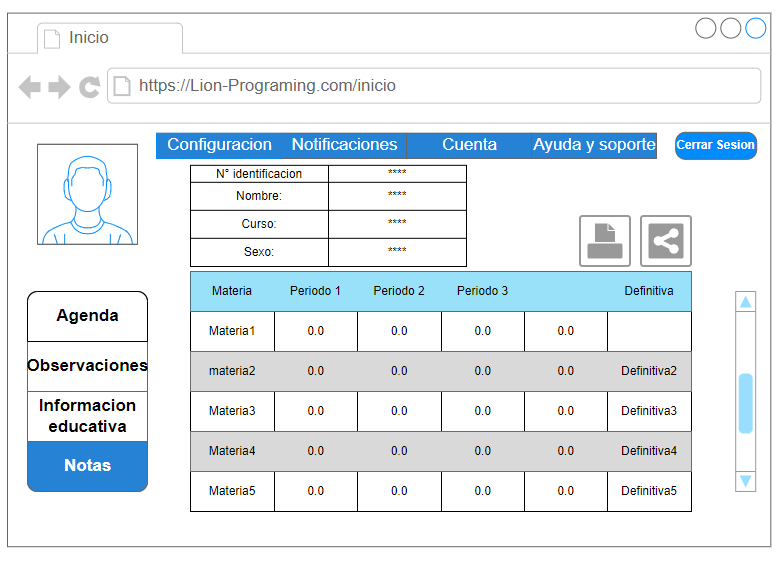 Inicio
https://Lion-Programing.com/inicio
Configuracion Notificaciones Cuenta Ayuda y soporte Cerrar Sesion
N° identificacion ****
Nombre: ****
Curso: ****
Sexo: ****
Agenda
Observaciones
Informacion
educativa
Notas
Materia Periodo 1 Periodo 2 Periodo 3 Definitiva
Materia1 0.0 0.0 0.0 0.0
materia2 0.0 0.0 0.0 0.0 Definitiva2
Materia3 0.0 0.0 0.0 0.0 Definitiva3
Materia4 0.0 0.0 0.0 0.0 Definitiva4
Materia5 0.0 0.0 0.0 0.0 Definitiva5